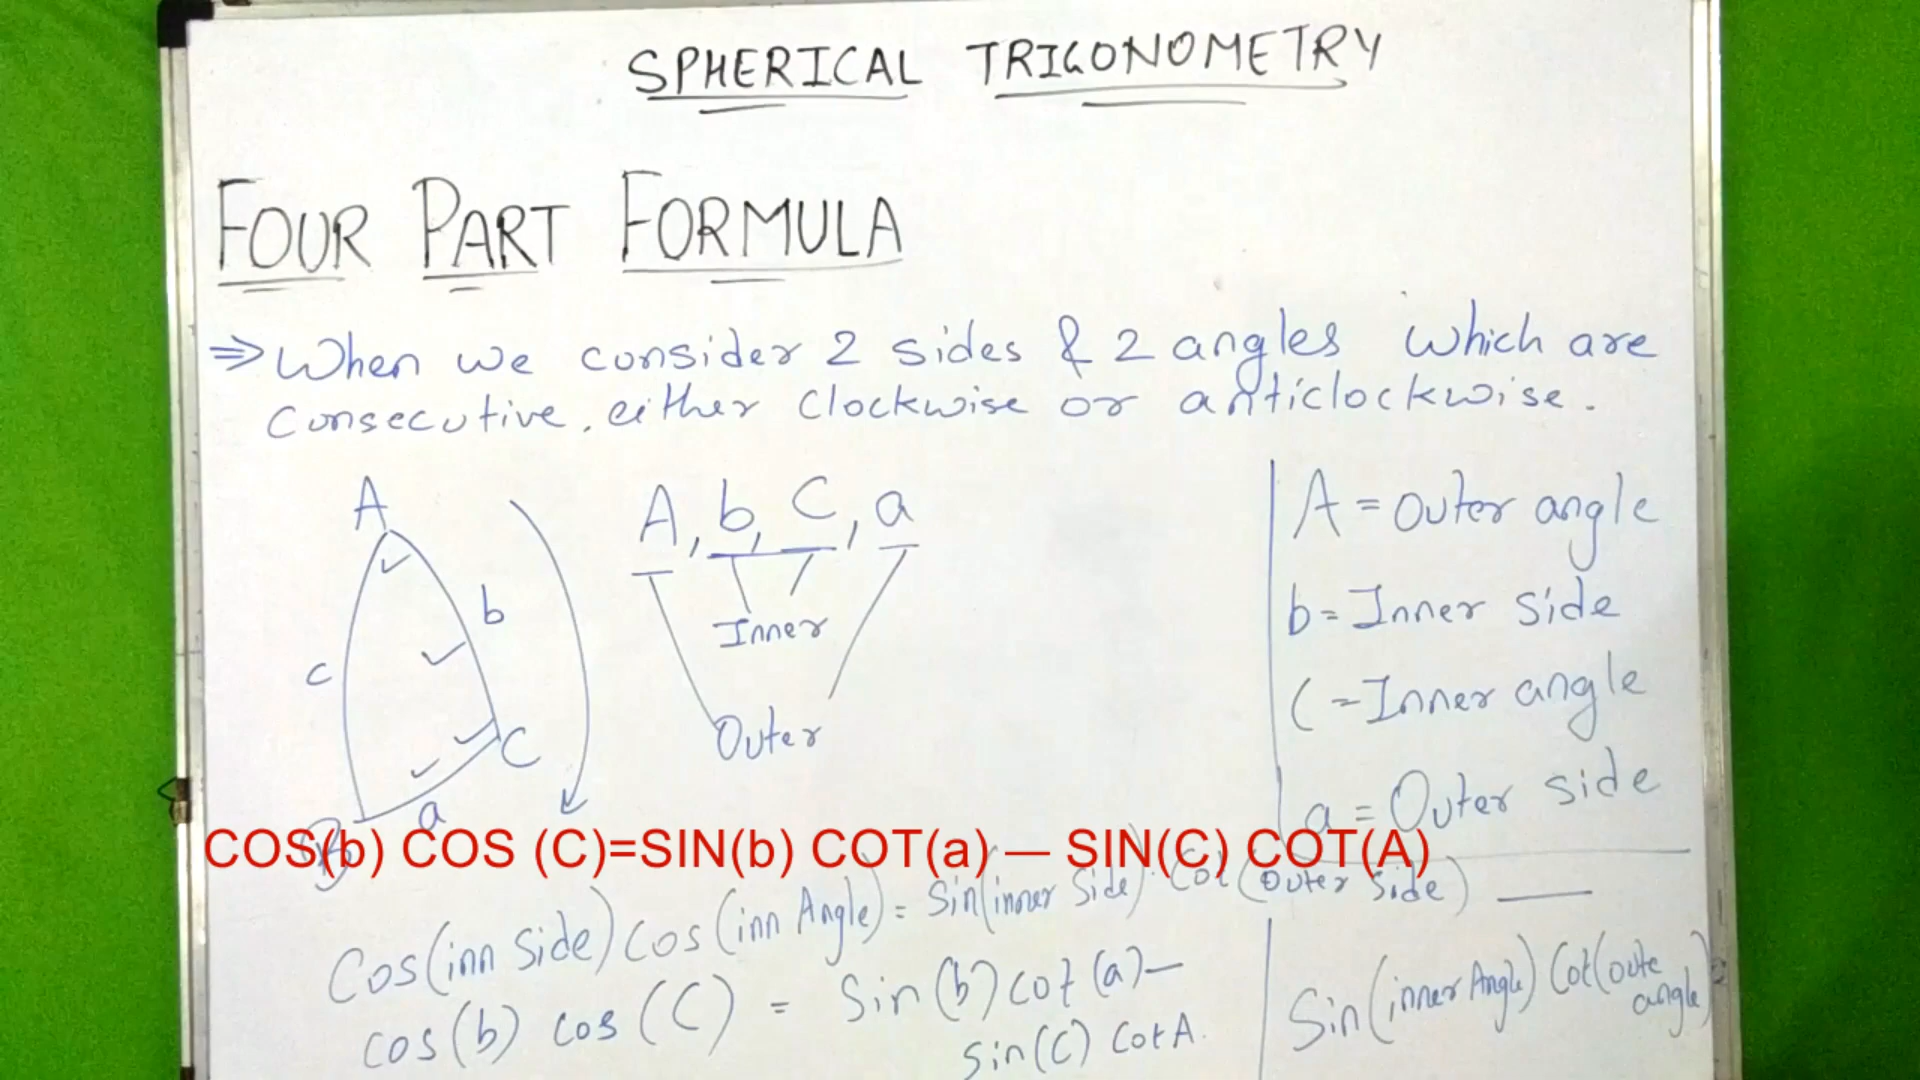 SPHERICAL TRIGONOMETRY
FOUR PART FORMULA
⇒ When we consider 2 sides & 2 angles which are
consecutive, either clockwise or anticlockwise.
A
b
c
C
a
B
A, b, C, a
Inner
Outer
A = outer angle
b = Inner side
C = Inner angle
a = Outer side
COS(b) COS (C)=SIN(b) COT(a) — SIN(C) COT(A)
Cos(inn Side) Cos(inn Angle) = Sin(inner Side) · Cot(outer Side) —
Sin(inner Angle) Cot(oute
angle)
cos(b) cos(C) = Sin(b) cot(a) —
Sin(C) Cot A.